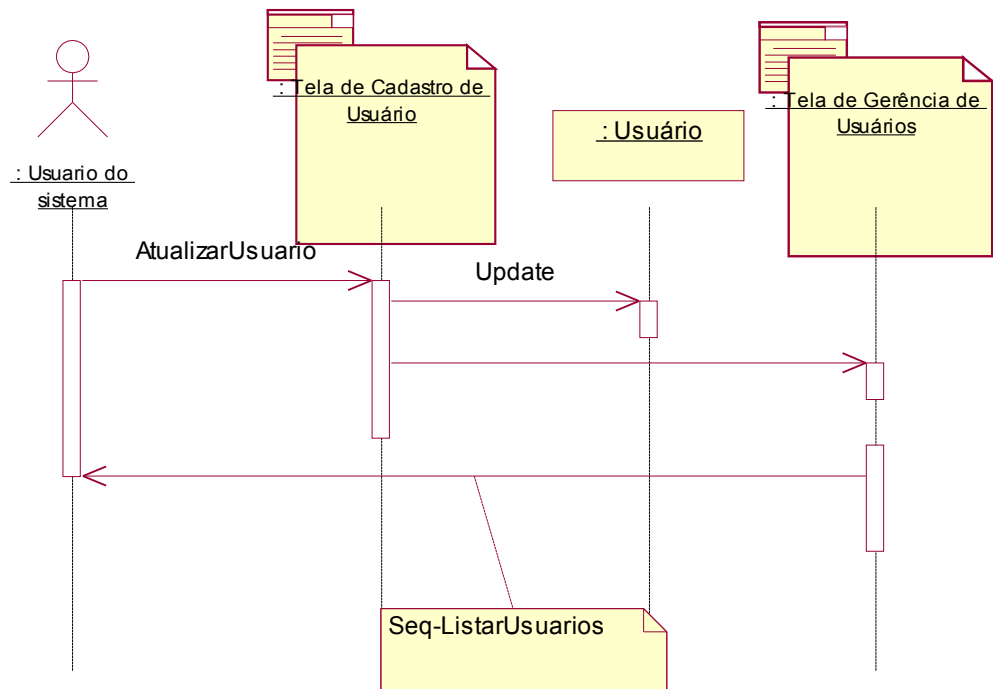 : Tela de Cadastro de
Usuário
: Tela de Gerência de
Usuários
: Usuário
: Usuario do
sistema
AtualizarUsuario
Update
Seq-ListarUsuarios